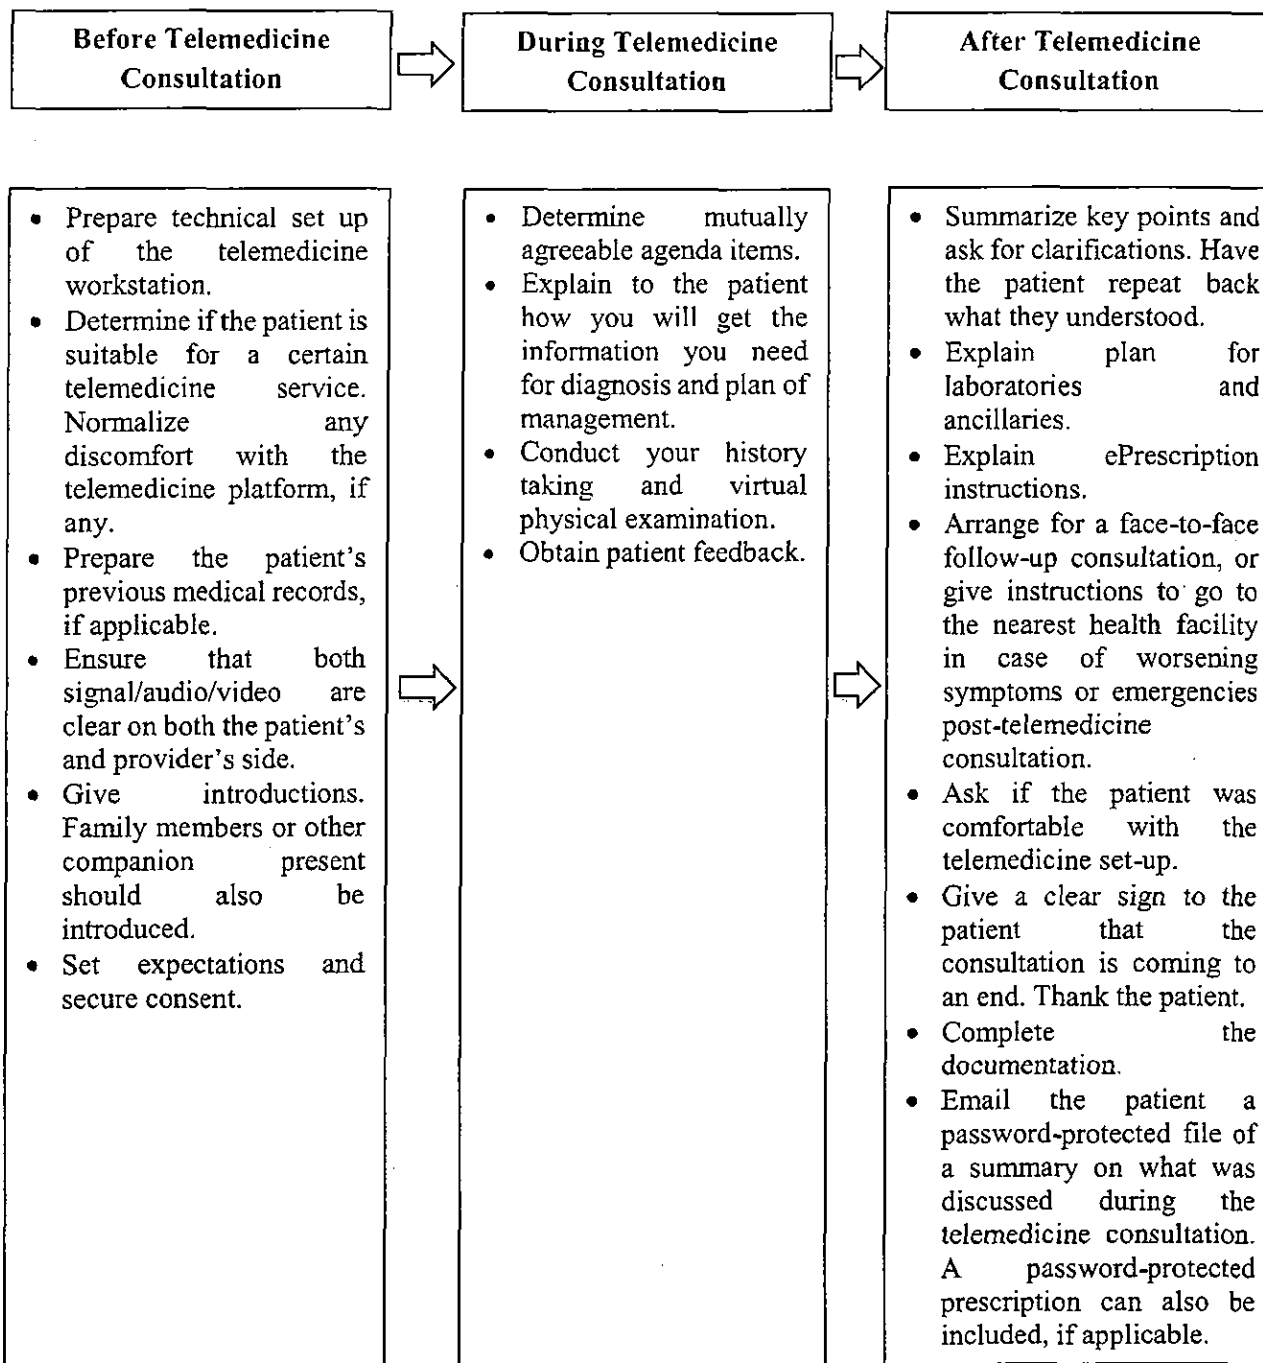 Before Telemedicine
Consultation
During Telemedicine
Consultation
After Telemedicine
Consultation
• Prepare technical set up
of the telemedicine
workstation.
• Determine if the patient is
suitable for a certain
telemedicine service.
Normalize any
discomfort with the
telemedicine platform, if
any.
• Prepare the patient's
previous medical records,
if applicable.
• Ensure that both
signal/audio/video are
clear on both the patient's
and provider's side.
• Give introductions.
Family members or other
companion present
should also be
introduced.
• Set expectations and
secure consent.
• Determine mutually
agreeable agenda items.
• Explain to the patient
how you will get the
information you need
for diagnosis and plan of
management.
• Conduct your history
taking and virtual
physical examination.
• Obtain patient feedback.
• Summarize key points and
ask for clarifications. Have
the patient repeat back
what they understood.
• Explain plan for
laboratories and
ancillaries.
• Explain ePrescription
instructions.
• Arrange for a face-to-face
follow-up consultation, or
give instructions to go to
the nearest health facility
in case of worsening
symptoms or emergencies
post-telemedicine
consultation.
• Ask if the patient was
comfortable with the
telemedicine set-up.
• Give a clear sign to the
patient that the
consultation is coming to
an end. Thank the patient.
• Complete the
documentation.
• Email the patient a
password-protected file of
a summary on what was
discussed during the
telemedicine consultation.
A password-protected
prescription can also be
included, if applicable.